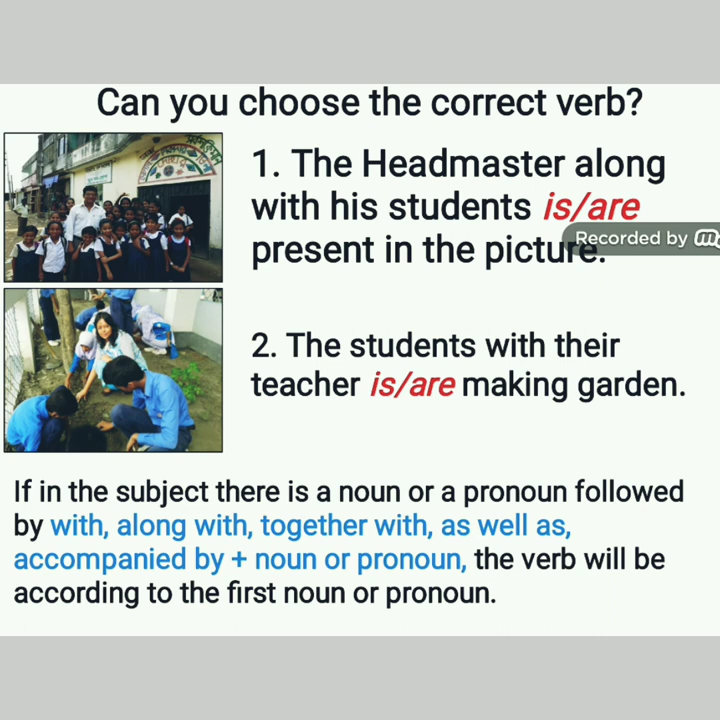 Can you choose the correct verb?
1. The Headmaster along
with his students is/are
present in the picture.
Recorded by
2. The students with their
teacher is/are making garden.
If in the subject there is a noun or a pronoun followed
by with, along with, together with, as well as,
accompanied by + noun or pronoun, the verb will be
according to the first noun or pronoun.